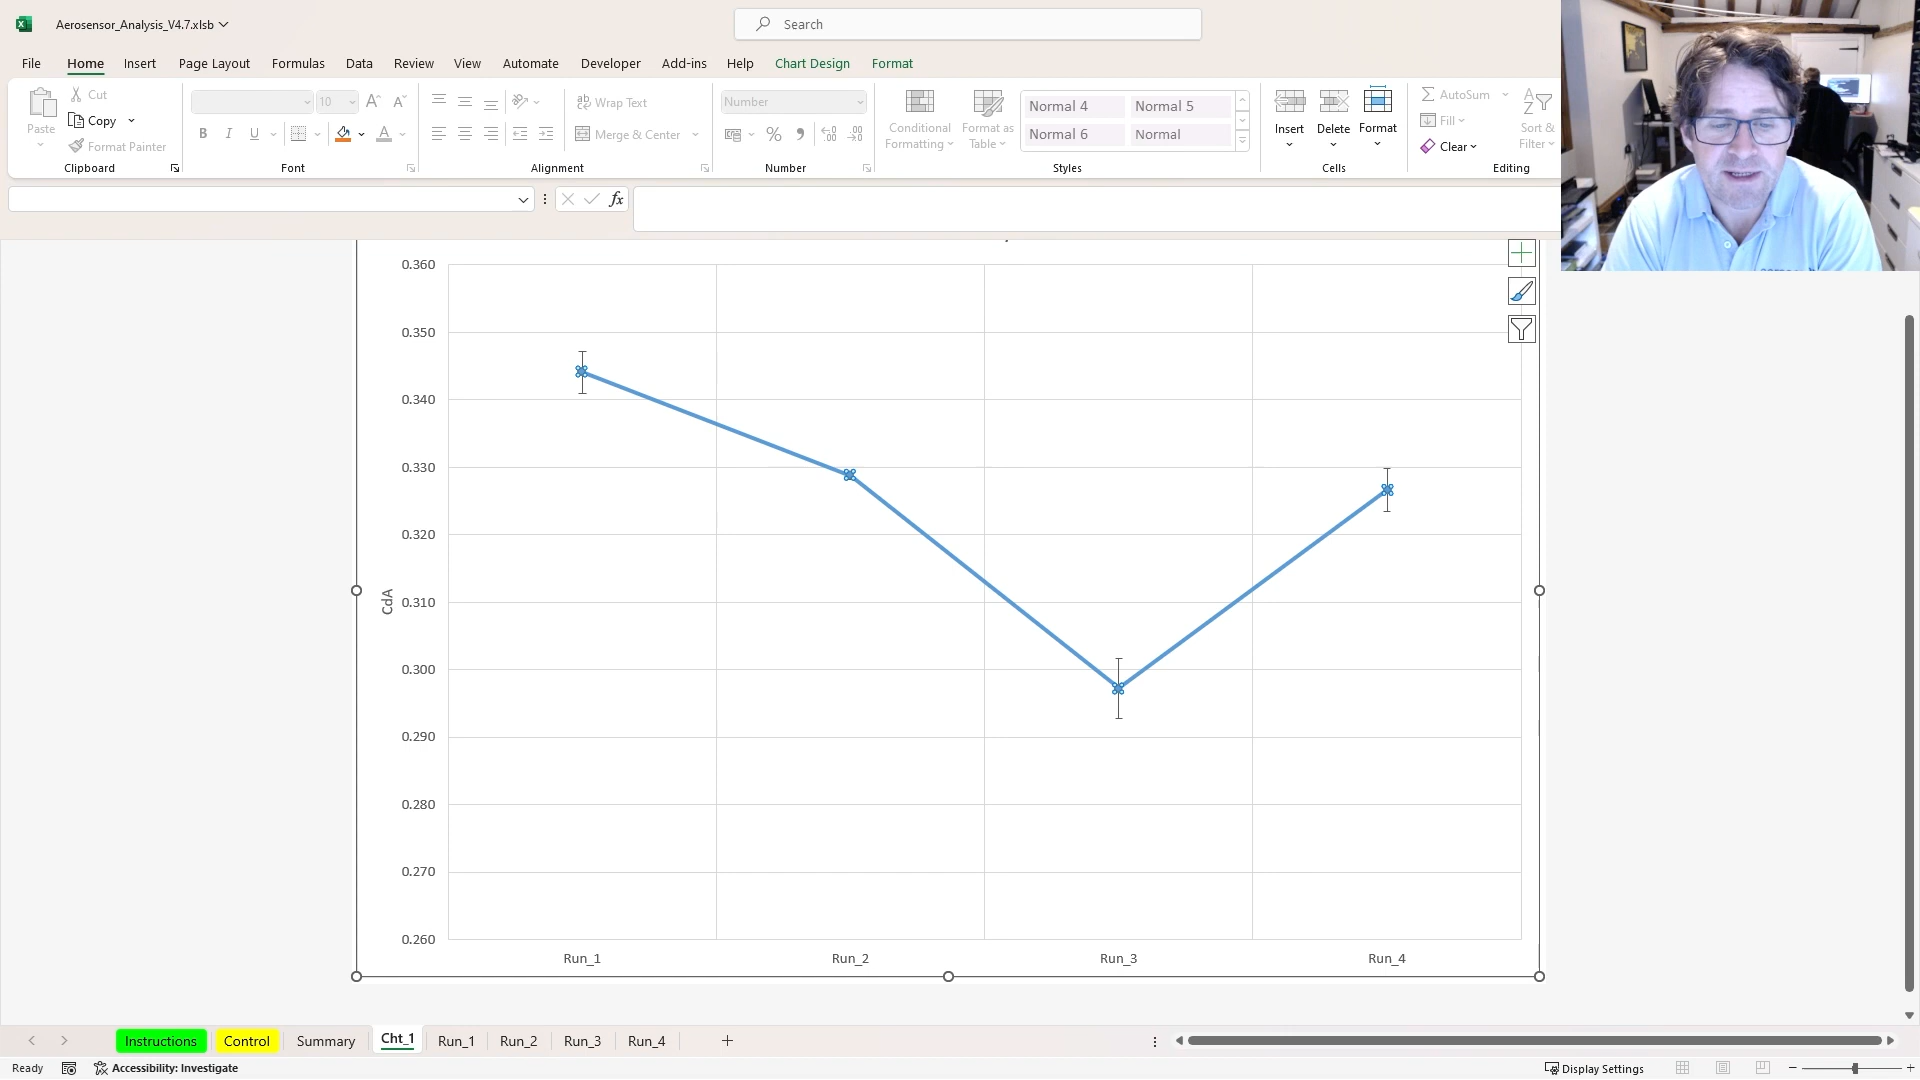 Aerosensor_Analysis_V4.7.xlsb
Search
File Home Insert Page Layout Formulas Data Review View Automate Developer Add-ins Help Chart Design Format
Paste
Cut
Copy
Format Painter
Clipboard
10
B I U
Font
Wrap Text
Merge & Center
Alignment
Number
Number
Conditional Formatting
Format as Table
Normal 4 Normal 5
Normal 6 Normal
Styles
Insert Delete Format
Cells
AutoSum
Fill
Clear
Sort & Filter
Editing
fx
0.360
0.350
0.340
0.330
0.320
0.310
0.300
0.290
0.280
0.270
0.260
CdA
Run_1 Run_2 Run_3 Run_4
Instructions Control Summary Cht_1 Run_1 Run_2 Run_3 Run_4
Ready Accessibility: Investigate Display Settings